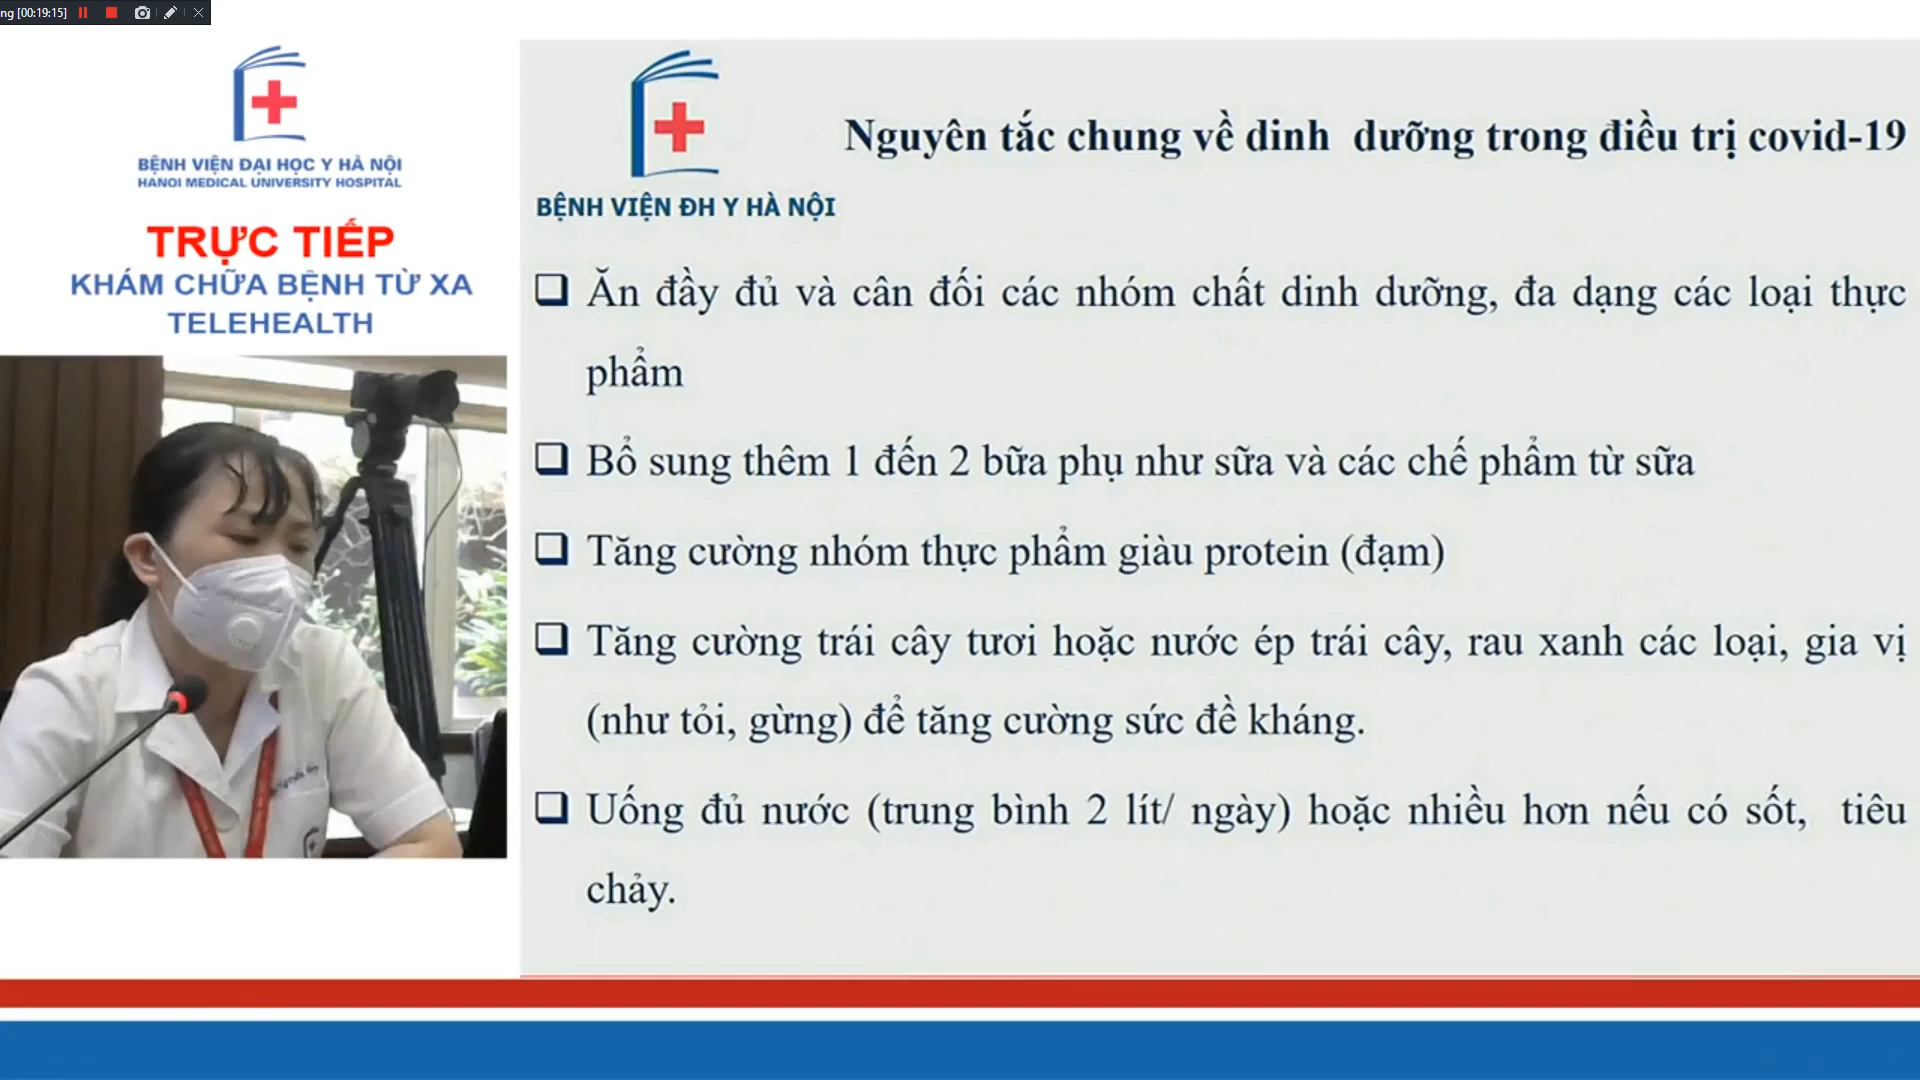 ng [00:19:15]
BỆNH VIỆN ĐẠI HỌC Y HÀ NỘI
HANOI MEDICAL UNIVERSITY HOSPITAL
TRỰC TIẾP
KHÁM CHỮA BỆNH TỪ XA
TELEHEALTH
BỆNH VIỆN ĐH Y HÀ NỘI
Nguyên tắc chung về dinh dưỡng trong điều trị covid-19
Ăn đầy đủ và cân đối các nhóm chất dinh dưỡng, đa dạng các loại thực
phẩm
Bổ sung thêm 1 đến 2 bữa phụ như sữa và các chế phẩm từ sữa
Tăng cường nhóm thực phẩm giàu protein (đạm)
Tăng cường trái cây tươi hoặc nước ép trái cây, rau xanh các loại, gia vị
(như tỏi, gừng) để tăng cường sức đề kháng.
Uống đủ nước (trung bình 2 lít/ ngày) hoặc nhiều hơn nếu có sốt, tiêu
chảy.